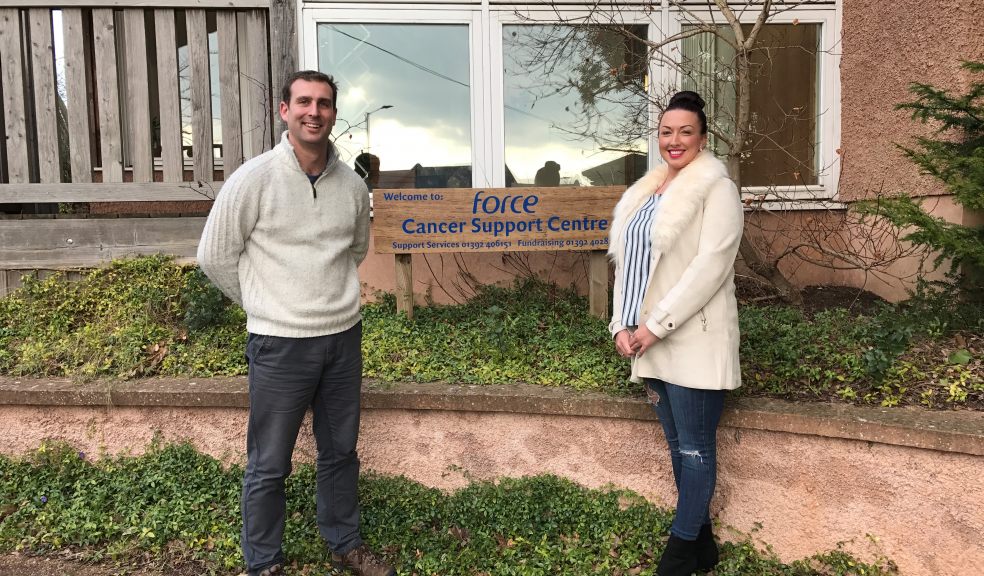 Welcome to: force
Cancer Support Centre
Support Services 01392 406151 Fundraising 01392 4028